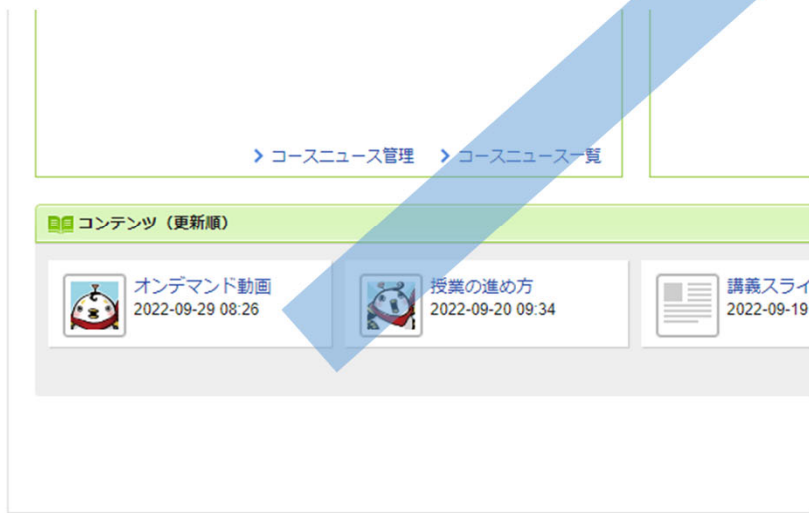 コースニュース管理 コースニュース一覧
コンテンツ（更新順）
オンデマンド動画
2022-09-29 08:26
授業の進め方
2022-09-20 09:34
講義スライ
2022-09-19